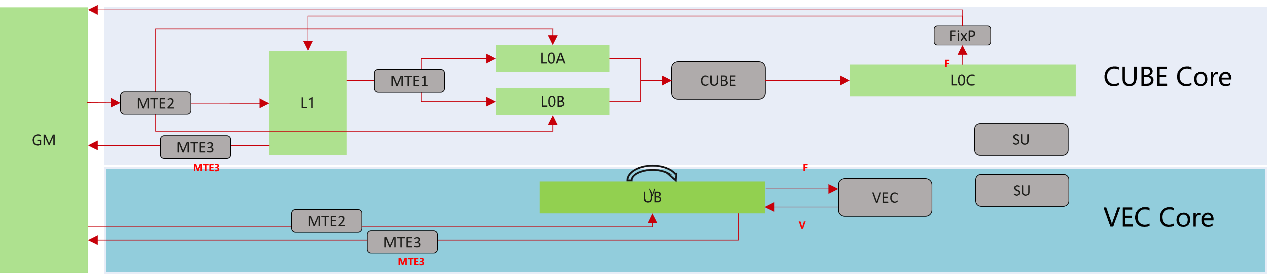 FixP
F
L0A
MTE1
CUBE
L0C
CUBE Core
MTE2
L1
L0B
GM
MTE3
MTE3
SU
F
SU
UB
y
VEC
VEC Core
MTE2
V
MTE3
MTE3